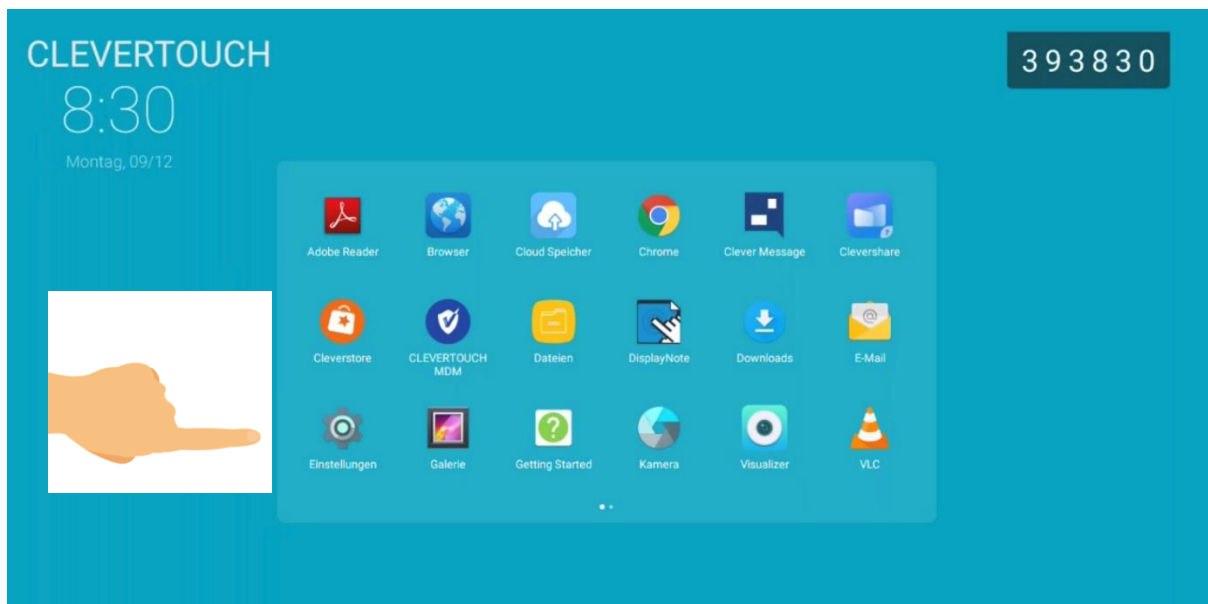 CLEVERTOUCH
8:30
Montag, 09/12
393830
Adobe Reader
Browser
Cloud Speicher
Chrome
Clever Message
Clevershare
Cleverstore
CLEVERTOUCH
MDM
Dateien
DisplayNote
Downloads
E-Mail
Einstellungen
Galerie
Getting Started
Kamera
Visualizer
VLC